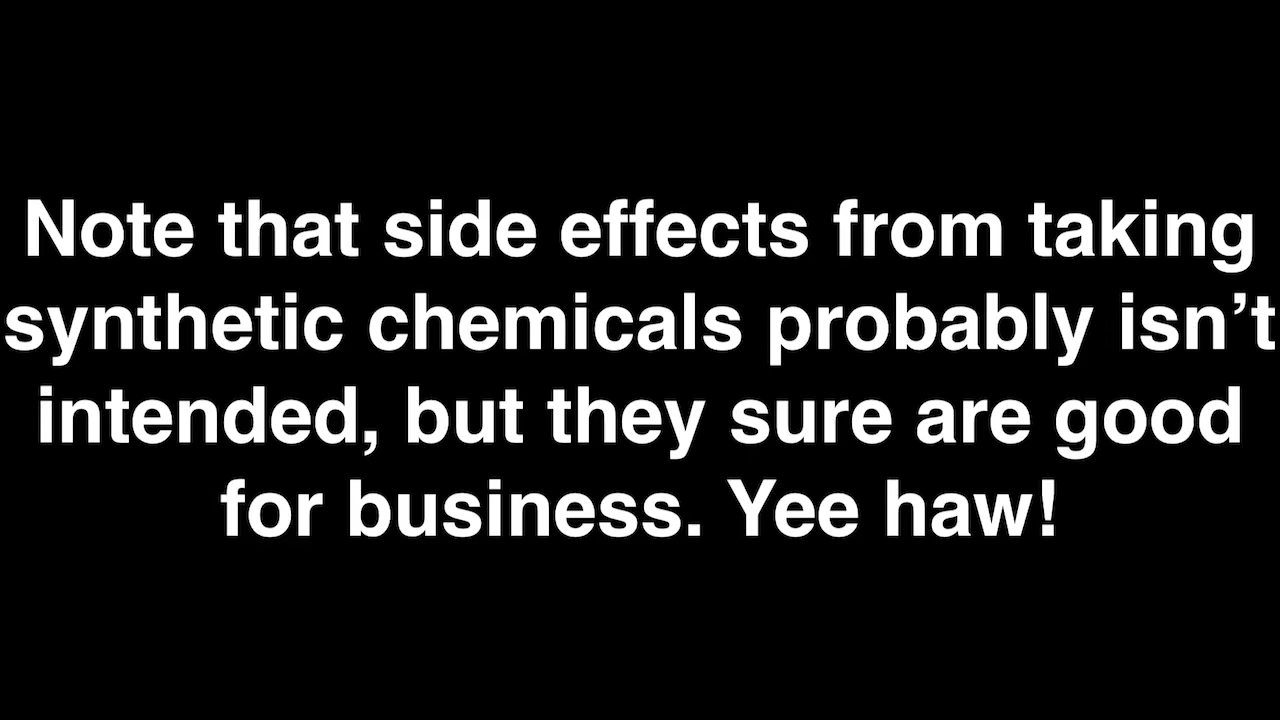 Note that side effects from taking
synthetic chemicals probably isn’t
intended, but they sure are good
for business. Yee haw!